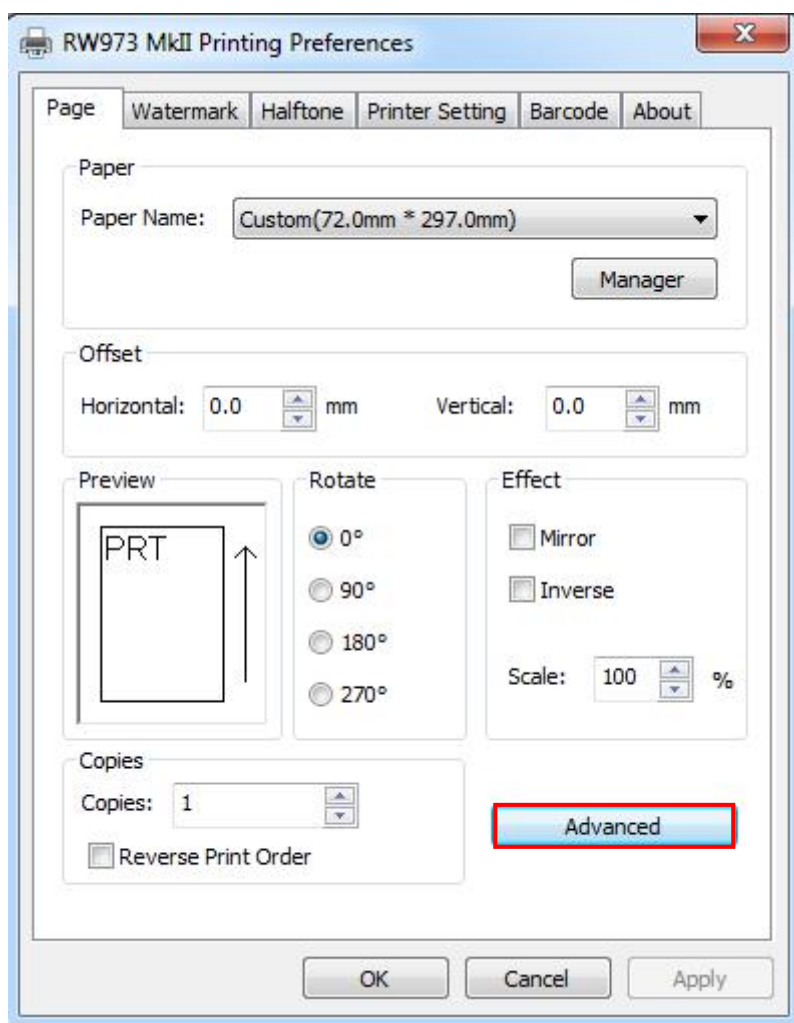 RW973 MkII Printing Preferences
Page Watermark Halftone Printer Setting Barcode About
Paper
Paper Name: Custom(72.0mm * 297.0mm)
Manager
Offset
Horizontal: 0.0 mm Vertical: 0.0 mm
Preview Rotate Effect
PRT 0° Mirror
90° Inverse
180°
Scale: 100 %
270°
Copies
Copies: 1
Advanced
Reverse Print Order
OK Cancel Apply